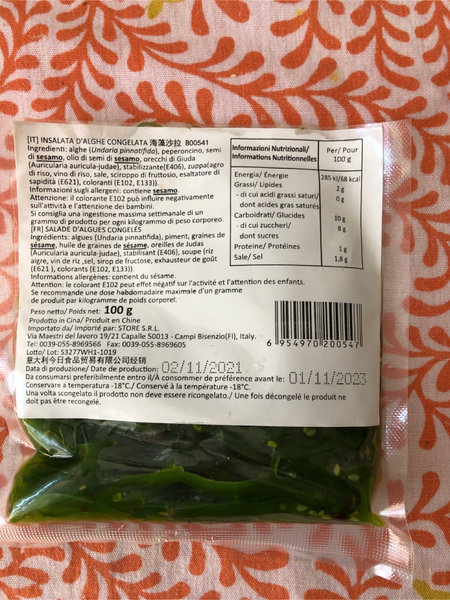 [IT] INSALATA D'ALGHE CONGELATA 海藻沙拉 B00541
Ingredienti: alghe (Undaria pinnatifida), peperoncino, semi
di sesamo, olio di semi di sesamo, orecchi di Giuda
(Auricularia auricula-judae), stabilizzante(E406), zuppa(agro
di riso, vino di riso, sale, sciroppo di fruttosio, esaltatore di
sapidità (E621), coloranti (E102, E133)).
Informazioni sugli allergeni: contiene sesamo.
Attenzione: il colorante E102 può influire negativamente
sull'attività e l'attenzione dei bambini.
Si consiglia una ingestione massima settimanale di un
grammo di prodotto per ogni kilogrammo di peso corporeo.
[FR] SALADE D'ALGUES CONGELÉS
Ingrédients: algues (Undaria pinnatifida), piment, graines de
sésame, huile de graines de sésame, oreilles de Judas
(Auricularia auricula-judae), stabilisant (E406), soupe (riz
aigre, vin de riz ,sel, sirop de fructose, exhausteur de goût
(E621 ), colorants (E102, E133)).
Informations allergènes: contient du sésame.
Attention: le colorant E102 peut effet négatif sur l'activité et l'attention des enfants.
Se recommande une dose habdomadaire maximale d'un gramme
de produit par kilogramme de poids corporel.
Informazioni Nutrizionali/
Informations Nutritionnelles
Per/ Pour
100 g
Energia/ Énergie 285 kJ/68 kcal
Grassi/ Lipides 2 g
- di cui acidi grassi saturi/ 0 g
dont acides gras saturés
Carboidrati/ Glucides 10 g
- di cui zuccheri/ 8 g
dont sucres
Proteine/ Protéines 1 g
Sale/ Sel 1,8 g
Peso netto/ Poids net: 100 g
Prodotto in Cina/ Produit en Chine
Importato da/ Importé par: STORE S.R.L.
Via Maestri del lavoro 19/21 Capalle 50013 - Campi Bisenzio(FI), Italy.
Tel: 0039-055-8969566 Fax: 0039-055-8969605
Lotto/ Lot: S3277WH1-1019
意大利今日食品贸易有限公司经销
6 954970 200547
Data di produzione/ Date de production: 02/11/2021
Da consumarsi preferibilmente entro il/À consommer de préférence avant le: 01/11/2023
Conservare a temperatura -18°C./ Conservé à la température -18°C.
Una volta scongelato il prodotto non deve essere ricongelato./ Une fois décongelé le produit ne
doit pas être recongelé.